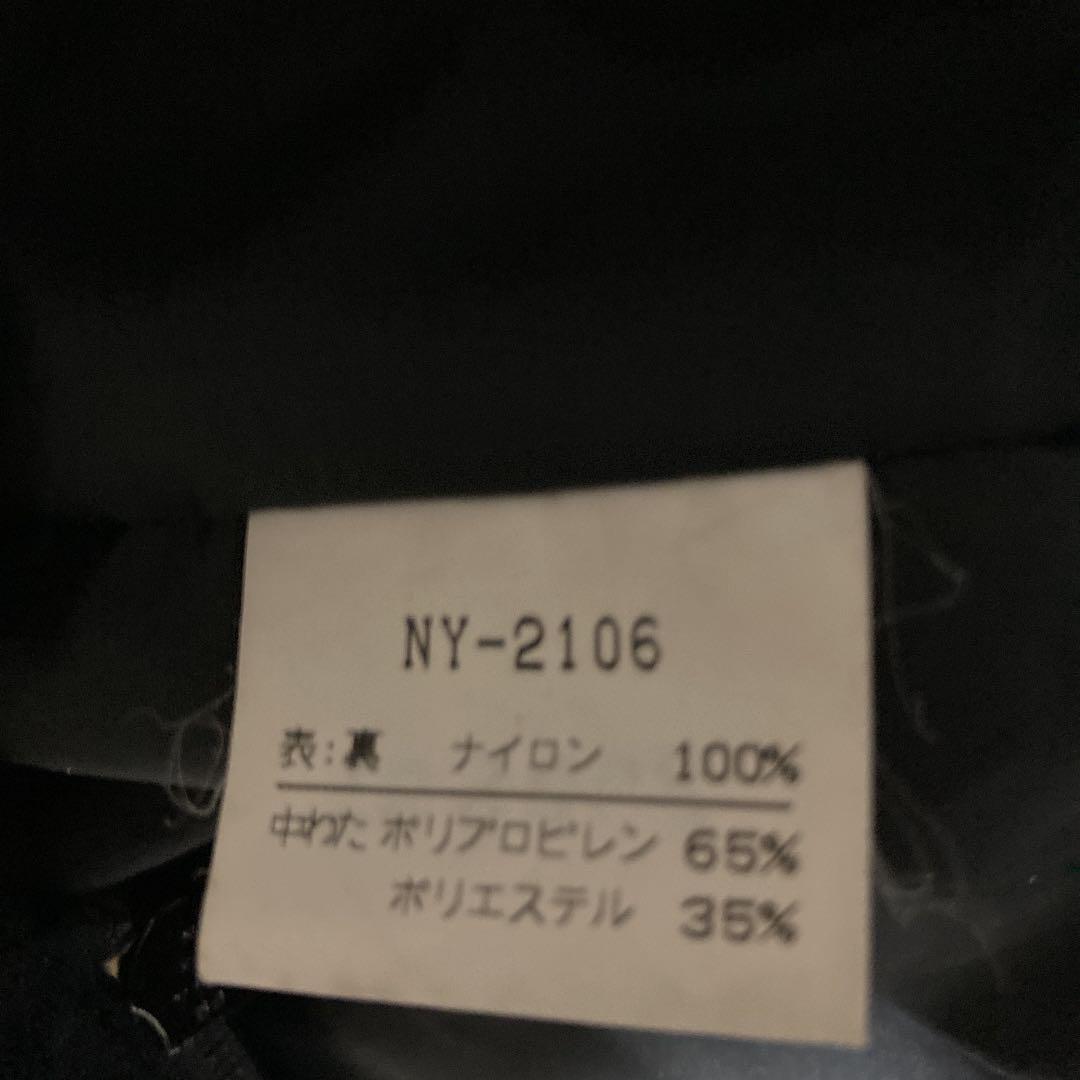 NY-2106
表:裏 ナイロン 100%
中わた ポリプロピレン 65%
ポリエステル 35%